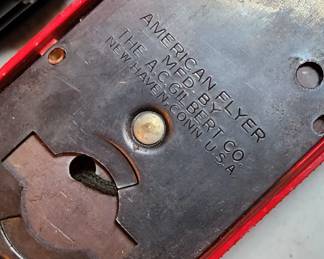 AMERICAN FLYER
MFD. BY
THE A.C. GILBERT CO.
NEW HAVEN, CONN U.S.A